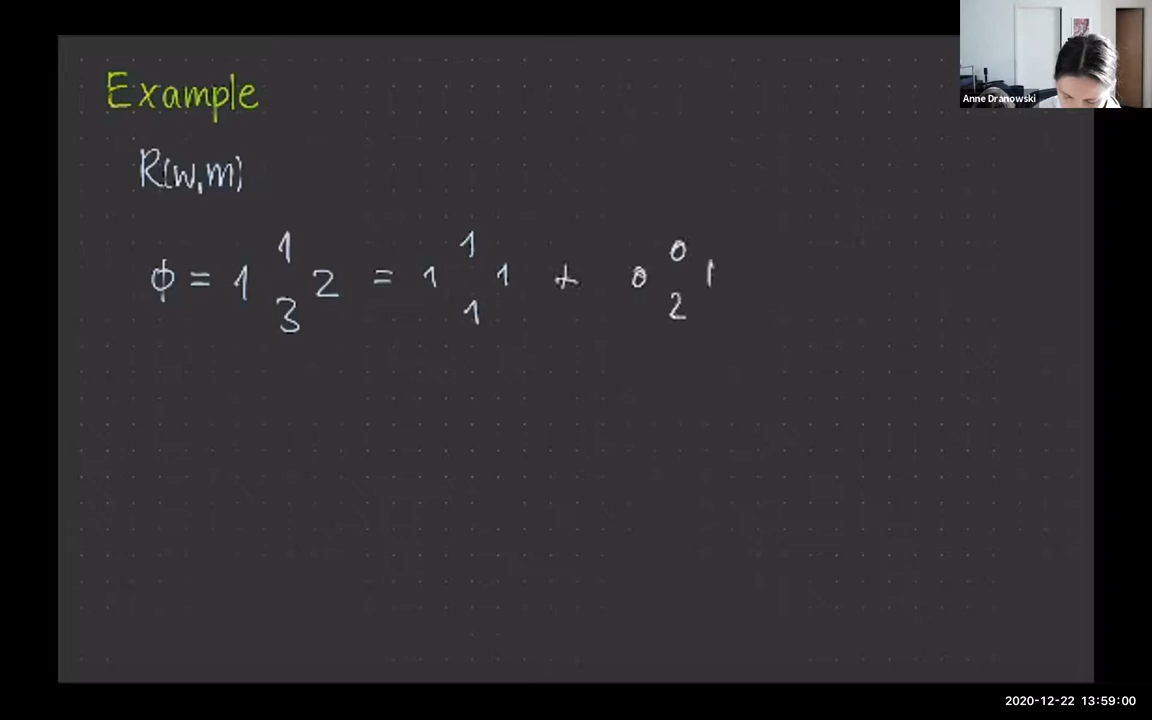 Example
R(w,m)
1 1 0
ϕ = 1 2 = 1 1 + 0 1
3 1 2
Anne Dranowski
2020-12-22 13:59:00